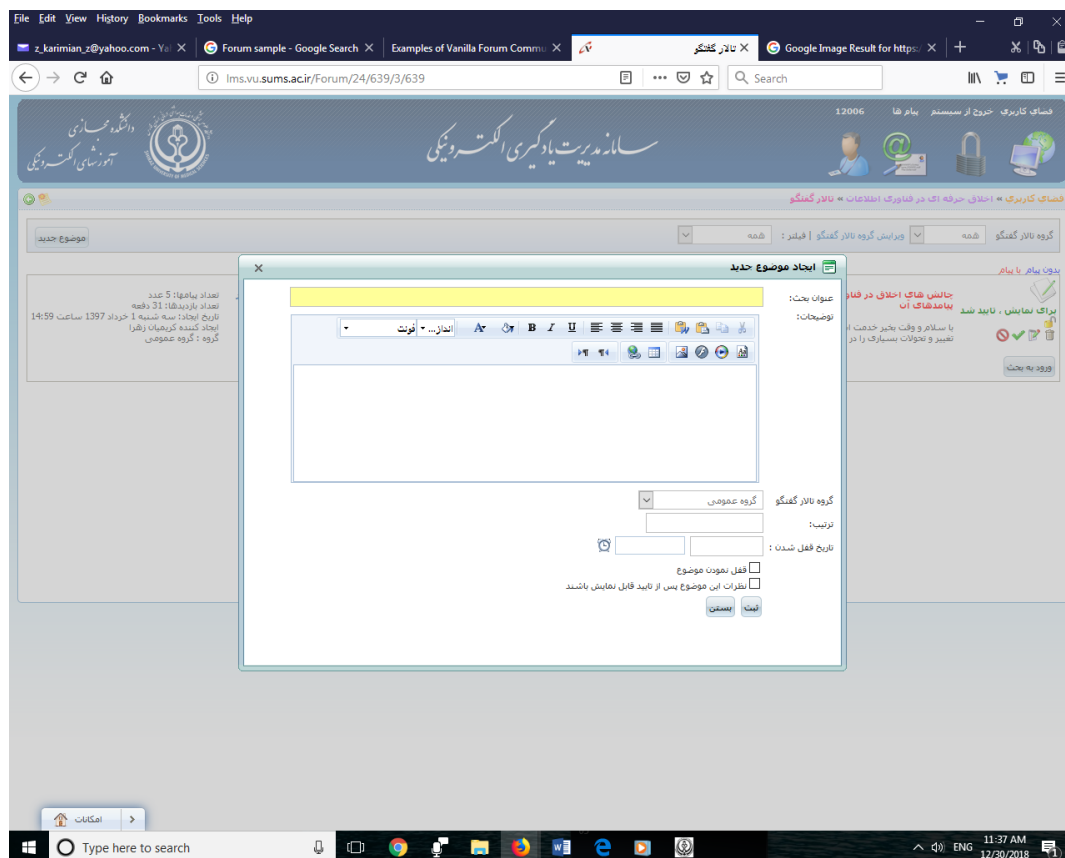 File Edit View History Bookmarks Tools Help
z_karimian_z@yahoo.com - Ya
Forum sample - Google Search
Examples of Vanilla Forum Commu
تالار گفتگو
Google Image Result for https:/
lms.vu.sums.ac.ir/Forum/24/639/3/639
Search
فضای کاربری خروج از سیستم پیام ها 12006
سامانه مدیریت یادگیری الکترونیکی
دانشکده مجازی
آموزشهای الکترونیکی
فضای کاربری » اخلاق حرفه ای در فناوری اطلاعات » تالار گفتگو
گروه تالار گفتگو همه ویرایش گروه تالار گفتگو | فیلتر : همه
موضوع جدید
بدون پیام با پیام
چالش های اخلاق در فناو
پیامدهای آن
برای نمایش ، تایید شد
با سلام و وقت بخیر خدمت
تغییر و تحولات بسیاری را در
ورود به بحث
تعداد پیامها: 5 عدد
تعداد بازدیدها: 31 دفعه
تاریخ ایجاد: سه شنبه 1 خرداد 1397 ساعت 14:59
ایجاد کننده کریمیان زهرا
گروه : گروه عمومی
ایجاد موضوع جدید
عنوان بحث:
توضیحات:
فونت انداز...
B I U
گروه تالار گفتگو گروه عمومی
ترتیب:
تاریخ قفل شدن :
قفل نمودن موضوع
نظرات این موضوع پس از تایید قابل نمایش باشند
ثبت بستن
امکانات
Type here to search
ENG
11:37 AM
12/30/2018